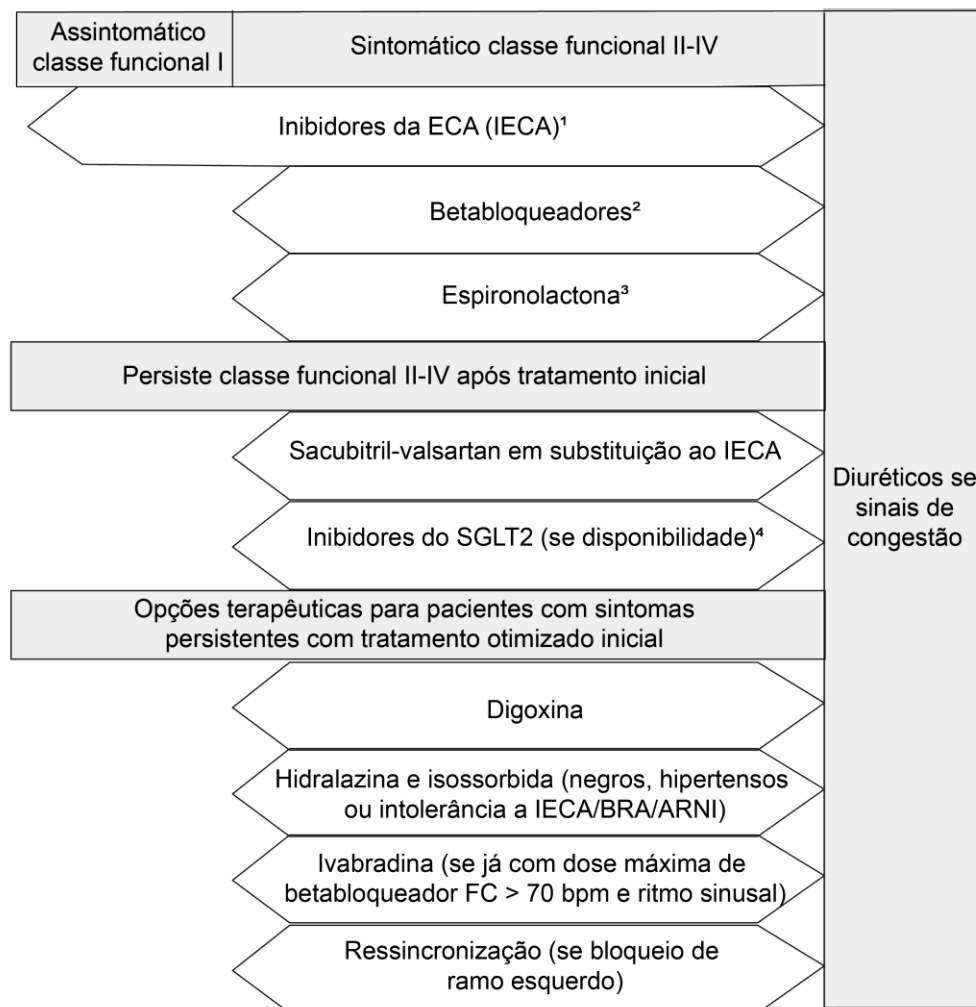 Assintomático
classe funcional I
Sintomático classe funcional II-IV
Inibidores da ECA (IECA)¹
Betabloqueadores²
Espironolactona³
Persiste classe funcional II-IV após tratamento inicial
Sacubitril-valsartan em substituição ao IECA
Inibidores do SGLT2 (se disponibilidade)⁴
Opções terapêuticas para pacientes com sintomas
persistentes com tratamento otimizado inicial
Digoxina
Hidralazina e isossorbida (negros, hipertensos
ou intolerância a IECA/BRA/ARNI)
Ivabradina (se já com dose máxima de
betabloqueador FC > 70 bpm e ritmo sinusal)
Ressincronização (se bloqueio de
ramo esquerdo)
Diuréticos se
sinais de
congestão